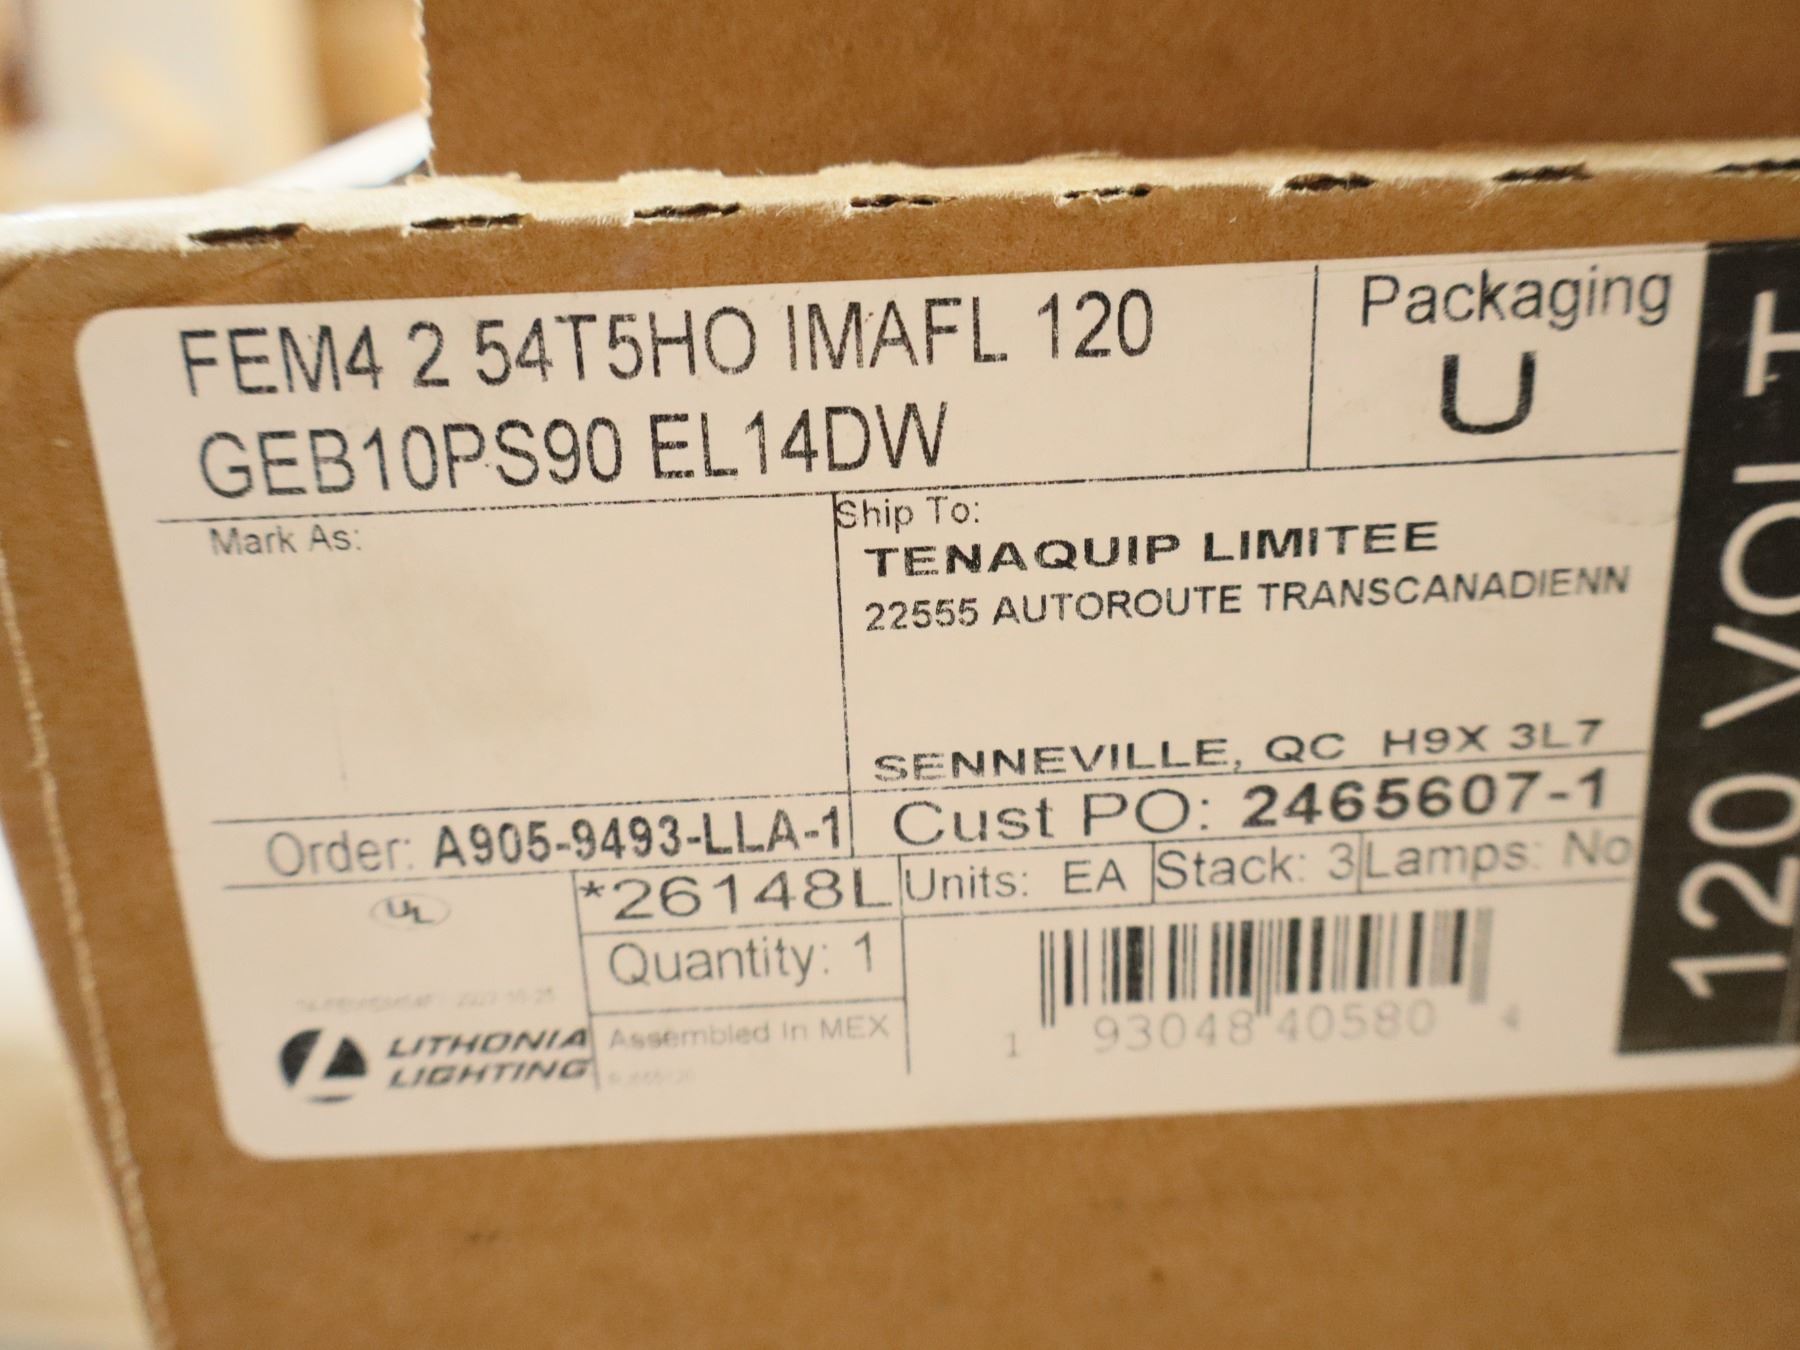 FEM4 2 54T5HO IMAFL 120
GEB10PS90 EL14DW
Packaging
U
Mark As:
Ship To:
TENAQUIP LIMITEE
22555 AUTOROUTE TRANSCANADIENN
SENNEVILLE, QC H9X 3L7
Order: A905-9493-LLA-1
Cust PO: 2465607-1
*26148L
Units: EA
Stack: 3
Lamps: No
UL
Quantity: 1
LITHONIA
LIGHTING
Assembled In MEX
1 93048 40580 4
120 VOLT